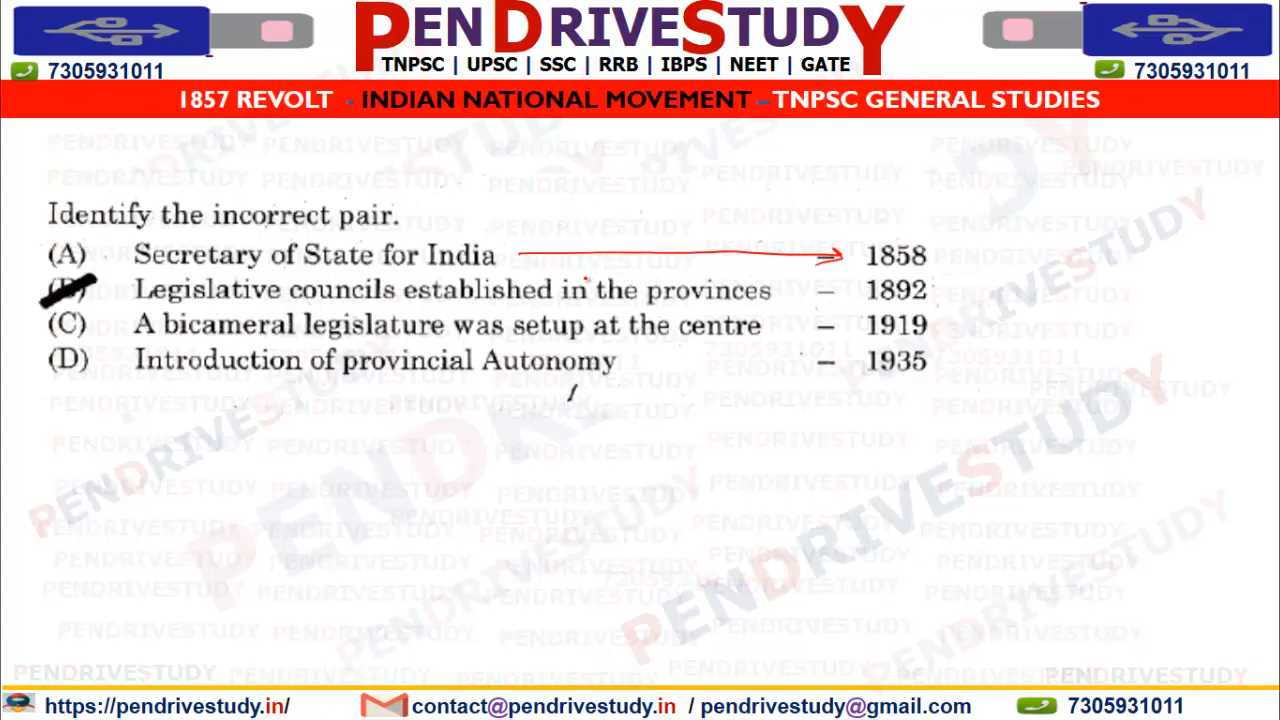 PENDRIVESTUDY
TNPSC | UPSC | SSC | RRB | IBPS | NEET | GATE
7305931011
7305931011
1857 REVOLT - INDIAN NATIONAL MOVEMENT – TNPSC GENERAL STUDIES
Identify the incorrect pair.
(A) Secretary of State for India – 1858
(B) Legislative councils established in the provinces – 1892
(C) A bicameral legislature was setup at the centre – 1919
(D) Introduction of provincial Autonomy – 1935
https://pendrivestudy.in/ contact@pendrivestudy.in / pendrivestudy@gmail.com 7305931011